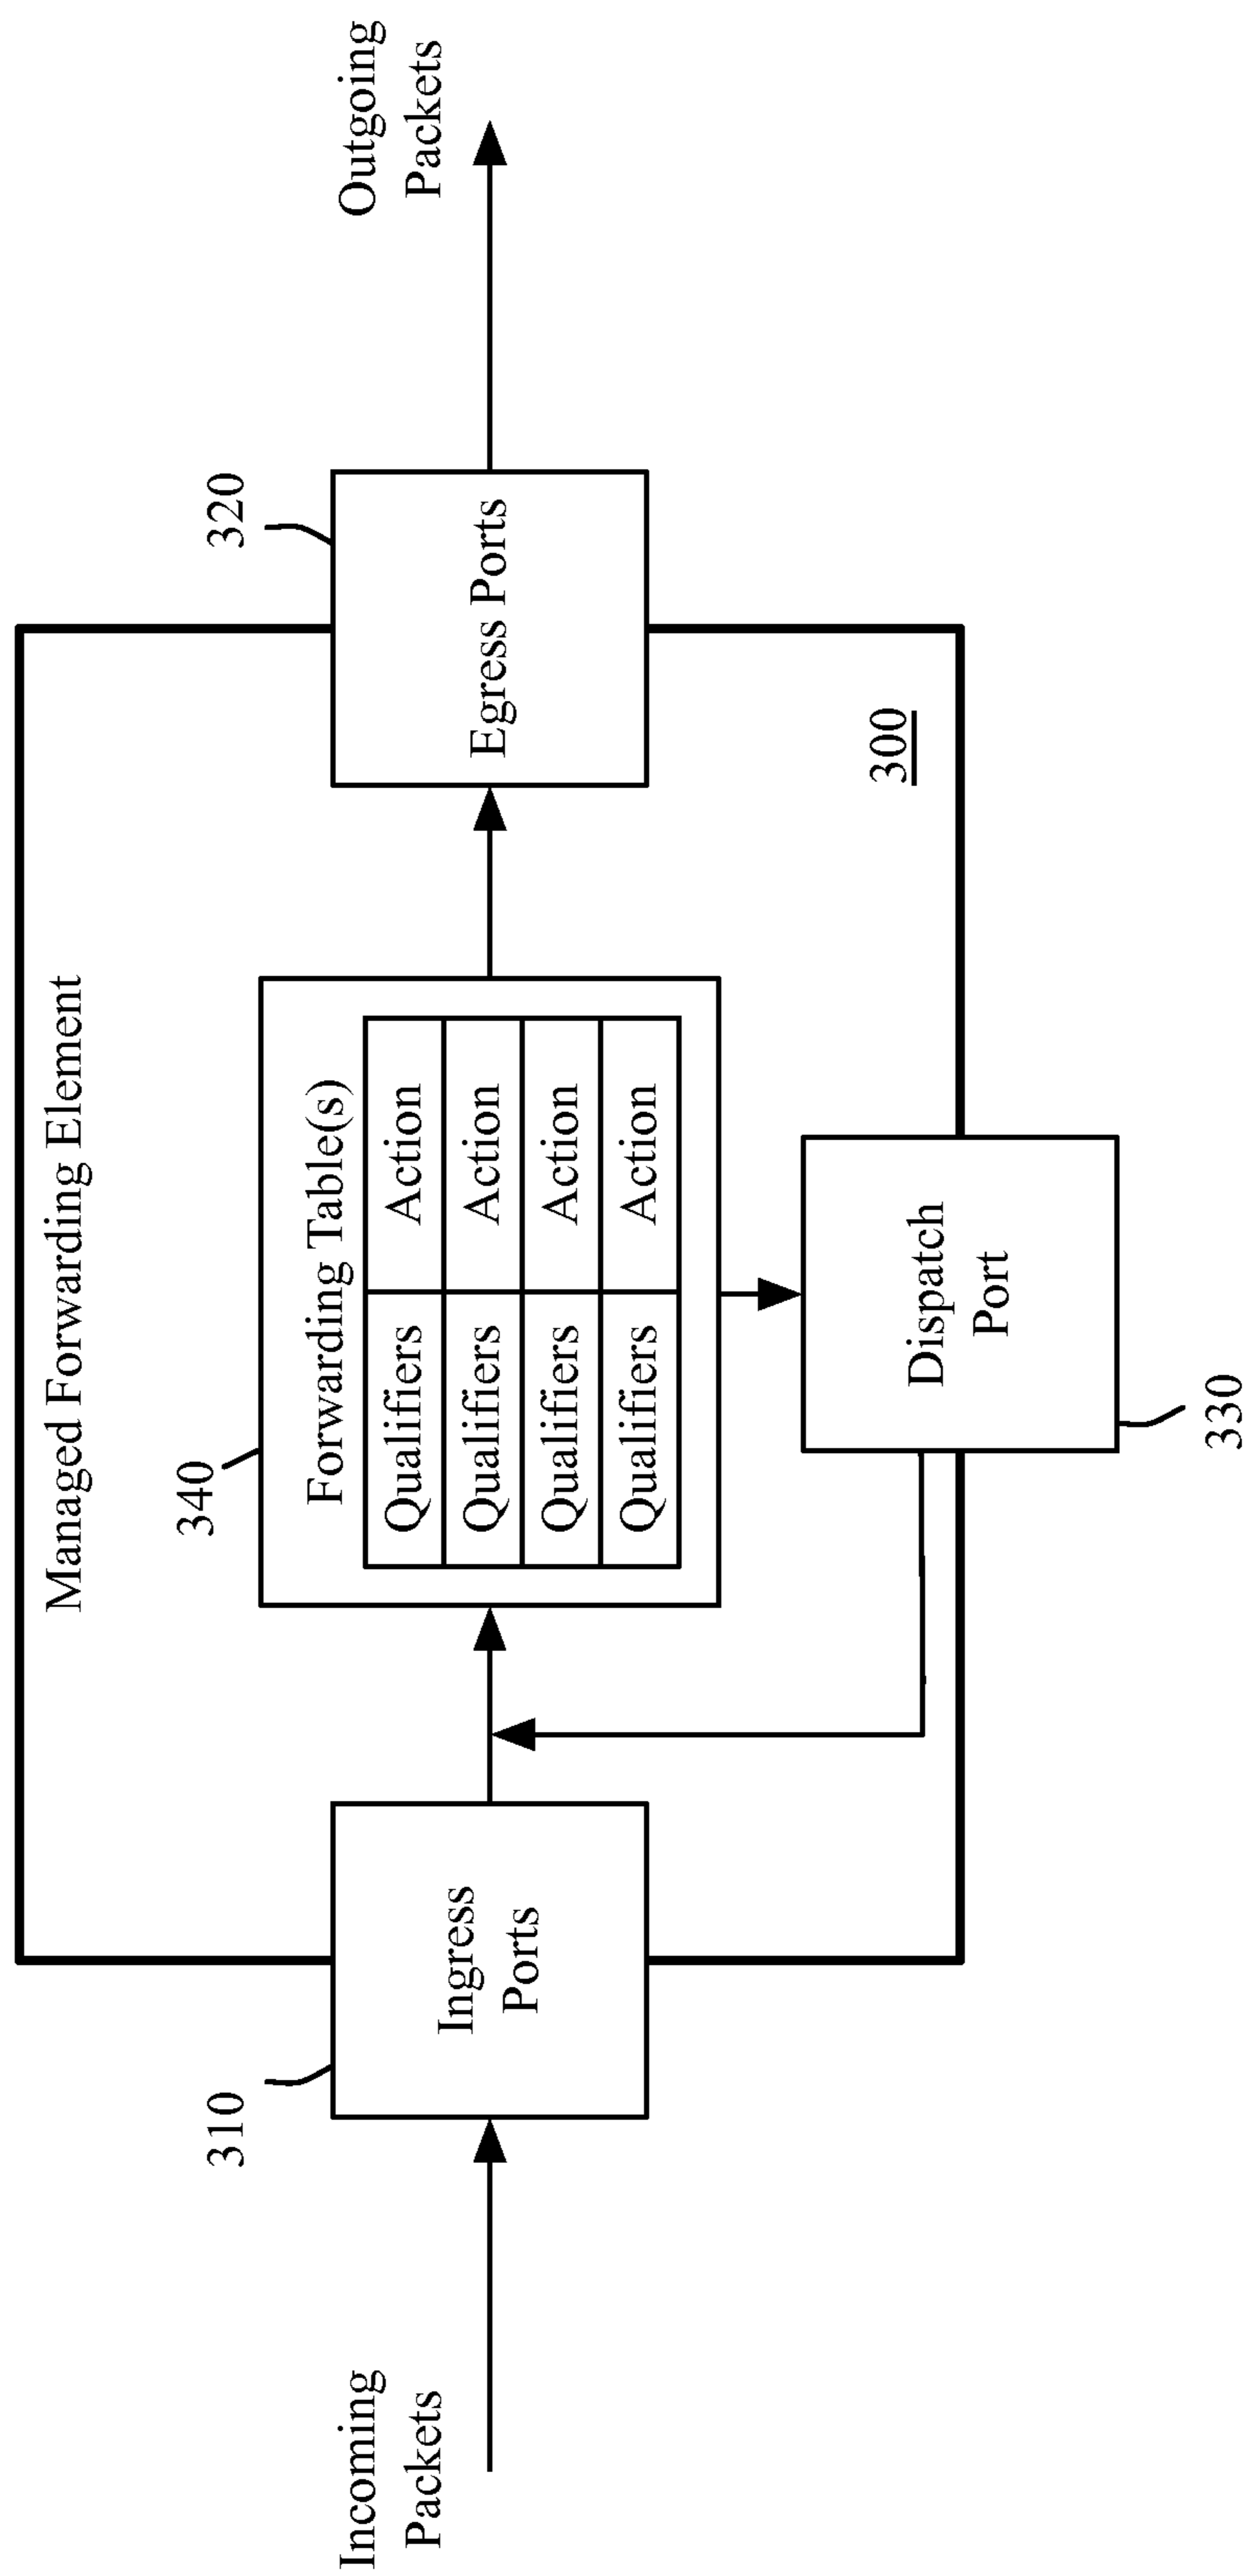 Managed Forwarding Element
340
Forwarding Table(s)
Qualifiers Action
Qualifiers Action
Qualifiers Action
Qualifiers Action
310
Ingress
Ports
320
Egress Ports
Incoming
Packets
Outgoing
Packets
Dispatch
Port
330
300